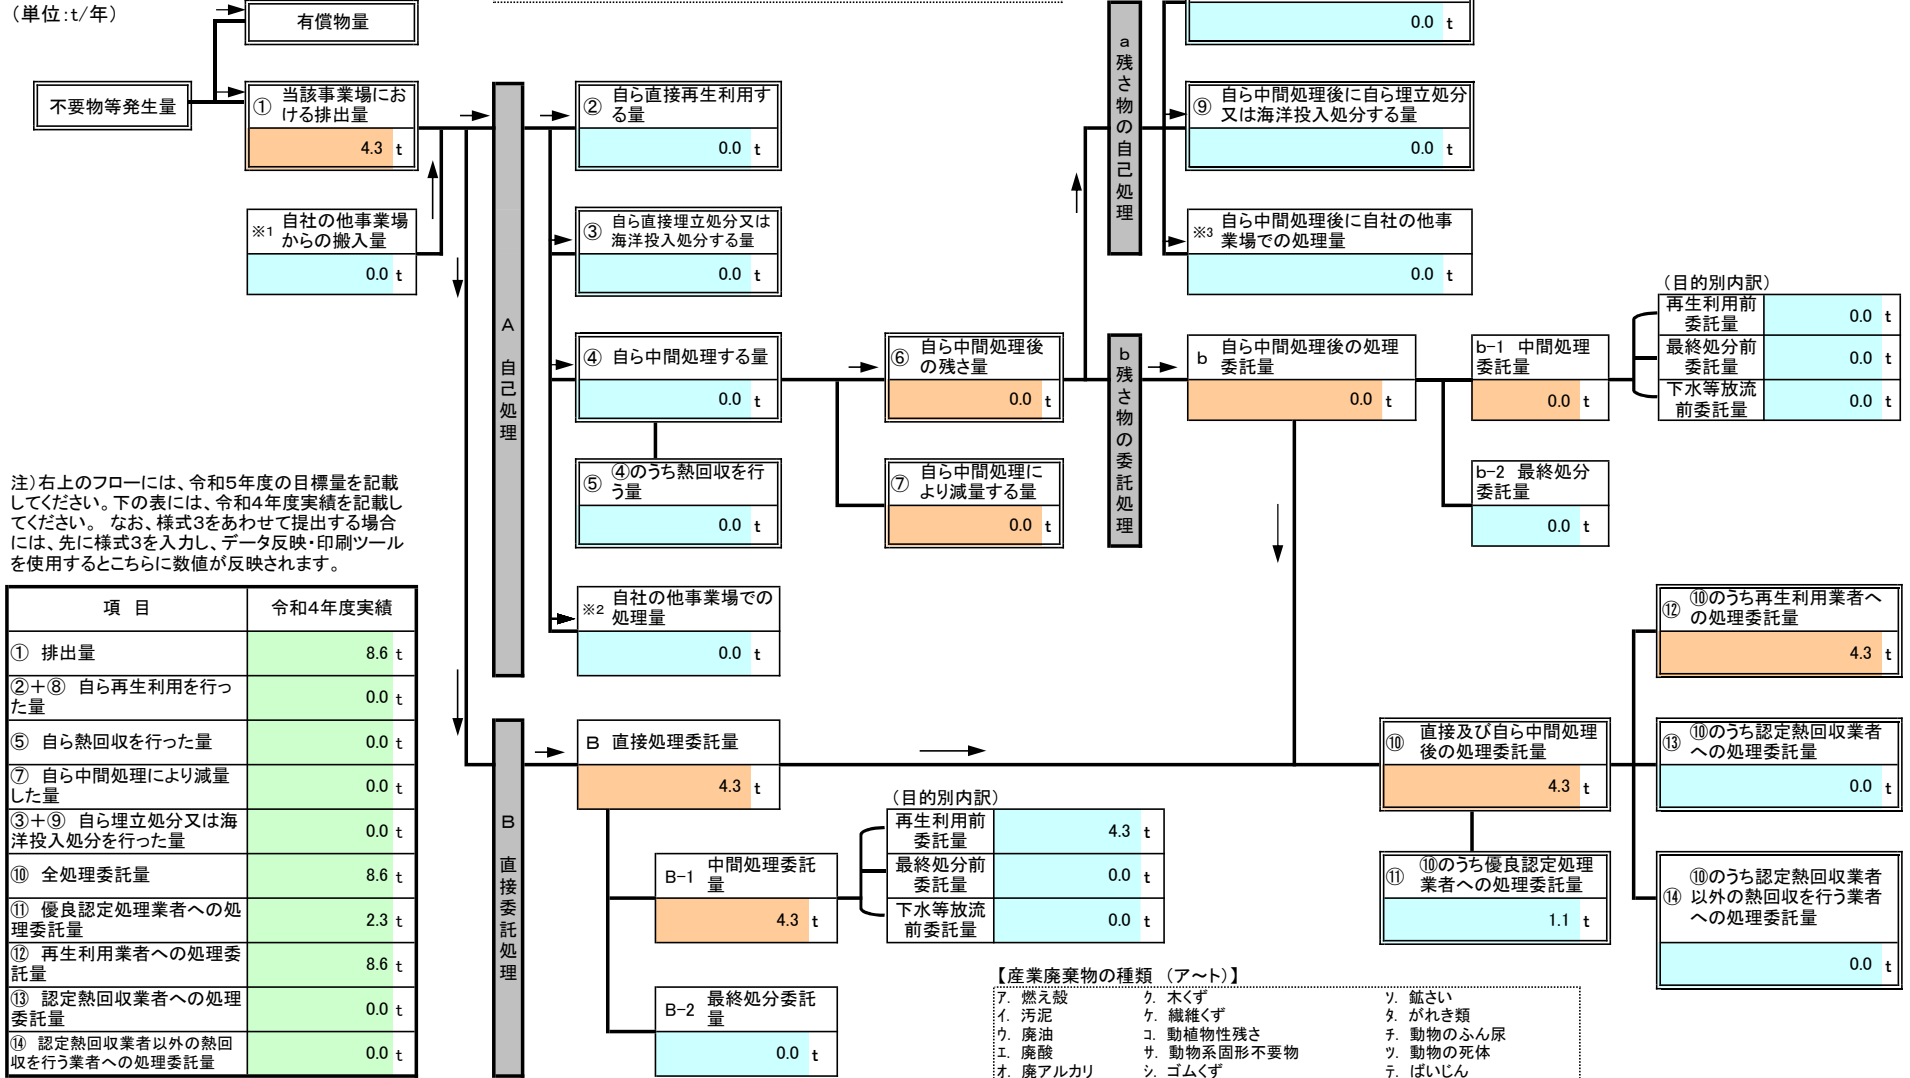 (単位:t/年)
有償物量
不要物等発生量
① 当該事業場にお
ける排出量
4.3 t
※1 自社の他事業場
からの搬入量
0.0 t
A 自己処理
② 自ら直接再生利用す
る量
0.0 t
③ 自ら直接埋立処分又は
海洋投入処分する量
0.0 t
④ 自ら中間処理する量
0.0 t
⑤ ④のうち熱回収を行
う量
0.0 t
※2 自社の他事業場での
処理量
0.0 t
⑥ 自ら中間処理後
の残さ量
0.0 t
⑦ 自ら中間処理に
より減量する量
0.0 t
a残さ物の自己処理
0.0 t
⑨ 自ら中間処理後に自ら埋立処分
又は海洋投入処分する量
0.0 t
※3 自ら中間処理後に自社の他事
業場での処理量
0.0 t
b残さ物の委託処理
b 自ら中間処理後の処理
委託量
0.0 t
b-1 中間処理
委託量
0.0 t
b-2 最終処分
委託量
0.0 t
(目的別内訳)
再生利用前
委託量
0.0 t
最終処分前
委託量
0.0 t
下水等放流
前委託量
0.0 t
注)右上のフローには、令和5年度の目標量を記載
してください。下の表には、令和4年度実績を記載し
てください。 なお、様式3をあわせて提出する場合
には、先に様式3を入力し、データ反映・印刷ツール
を使用するとこちらに数値が反映されます。
項 目 令和4年度実績
① 排出量 8.6 t
②+⑧ 自ら再生利用を行っ
た量 0.0 t
⑤ 自ら熱回収を行った量 0.0 t
⑦ 自ら中間処理により減量
した量 0.0 t
③+⑨ 自ら埋立処分又は海
洋投入処分を行った量 0.0 t
⑩ 全処理委託量 8.6 t
⑪ 優良認定処理業者への処
理委託量 2.3 t
⑫ 再生利用業者への処理委
託量 8.6 t
⑬ 認定熱回収業者への処理
委託量 0.0 t
⑭ 認定熱回収業者以外の熱回
収を行う業者への処理委託量 0.0 t
B 直接委託処理
B 直接処理委託量
4.3 t
B-1 中間処理委託
量
4.3 t
B-2 最終処分委託
量
0.0 t
(目的別内訳)
再生利用前
委託量
4.3 t
最終処分前
委託量
0.0 t
下水等放流
前委託量
0.0 t
⑩ 直接及び自ら中間処理
後の処理委託量
4.3 t
⑪ ⑩のうち優良認定処理
業者への処理委託量
1.1 t
⑫ ⑩のうち再生利用業者へ
の処理委託量
4.3 t
⑬ ⑩のうち認定熱回収業者
への処理委託量
0.0 t
⑭ ⑩のうち認定熱回収業者
以外の熱回収を行う業者
への処理委託量
0.0 t
【産業廃棄物の種類 (ア~ト)】
ア. 燃え殻 ク. 木くず ソ. 鉱さい
イ. 汚泥 ケ. 繊維くず タ. がれき類
ウ. 廃油 コ. 動植物性残さ チ. 動物のふん尿
エ. 廃酸 サ. 動物系固形不要物 ツ. 動物の死体
オ. 廃アルカリ シ. ゴムくず テ. ばいじん